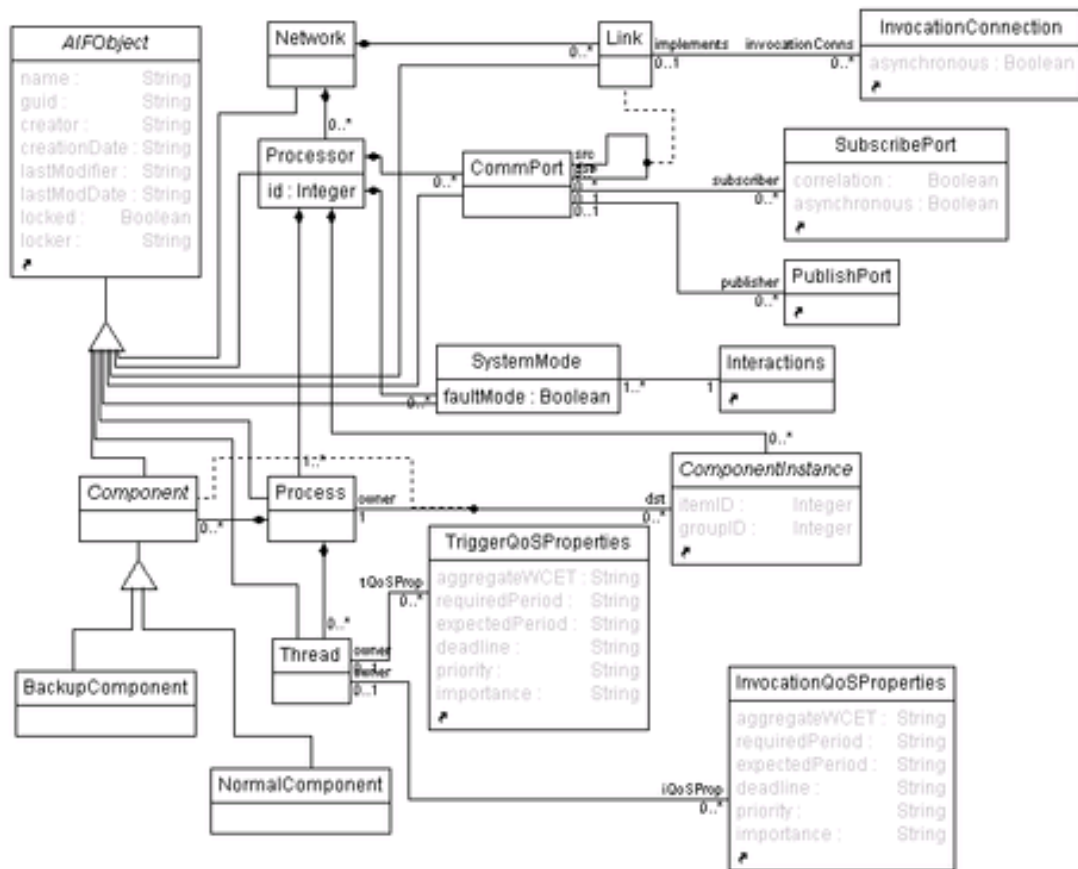 AIFObject
name : String
guid : String
creator : String
creationDate : String
lastModifier : String
lastModDate : String
locked : Boolean
locker : String
Network
0..*
0..*
Link
implements
0..1
invocationConns
0..*
InvocationConnection
asynchronous : Boolean
Processor
id : Integer
0..*
CommPort
src
0..*
0..1
0..1
subscriber
0..*
SubscribePort
correlation : Boolean
asynchronous : Boolean
publisher
0..*
PublishPort
SystemMode
faultMode : Boolean
0..*
1..*
1
Interactions
0..*
ComponentInstance
itemID : Integer
groupID : Integer
Component
0..*
1..*
Process
owner
1
dst
0..*
TriggerQoSProperties
aggregateWCET : String
requiredPeriod : String
expectedPeriod : String
deadline : String
priority : String
importance : String
tQoSProp
0..*
0..*
Thread
owner
0..1
owner
0..1
BackupComponent
NormalComponent
InvocationQoSProperties
aggregateWCET : String
requiredPeriod : String
expectedPeriod : String
deadline : String
priority : String
importance : String
iQoSProp
0..*